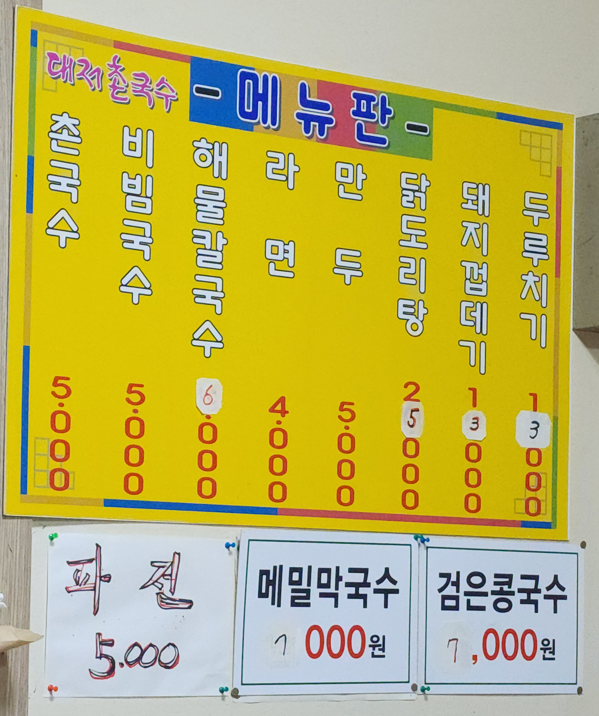 대저촌국수 - 메뉴판 -
촌국수 5.000
비빔국수 5.000
해물칼국수 6.000
라면 4.000
만두 5.000
닭도리탕 25000
돼지껍데기 13000
두루치기 13000
파전
5.000
메밀막국수
7000원
검은콩국수
7,000원